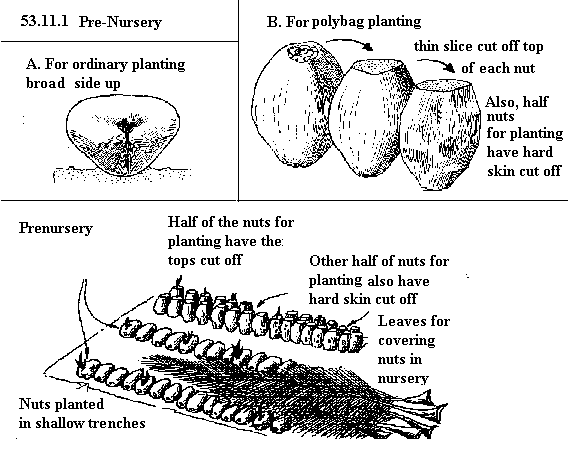 53.11.1 Pre-Nursery
A. For ordinary planting
broad side up
B. For polybag planting
thin slice cut off top
of each nut
Also, half
nuts
for planting
have hard
skin cut off
Prenursery
Half of the nuts for
planting have the
tops cut off
Other half of nuts for
planting also have
hard skin cut off
Leaves for
covering
nuts in
nursery
Nuts planted
in shallow trenches